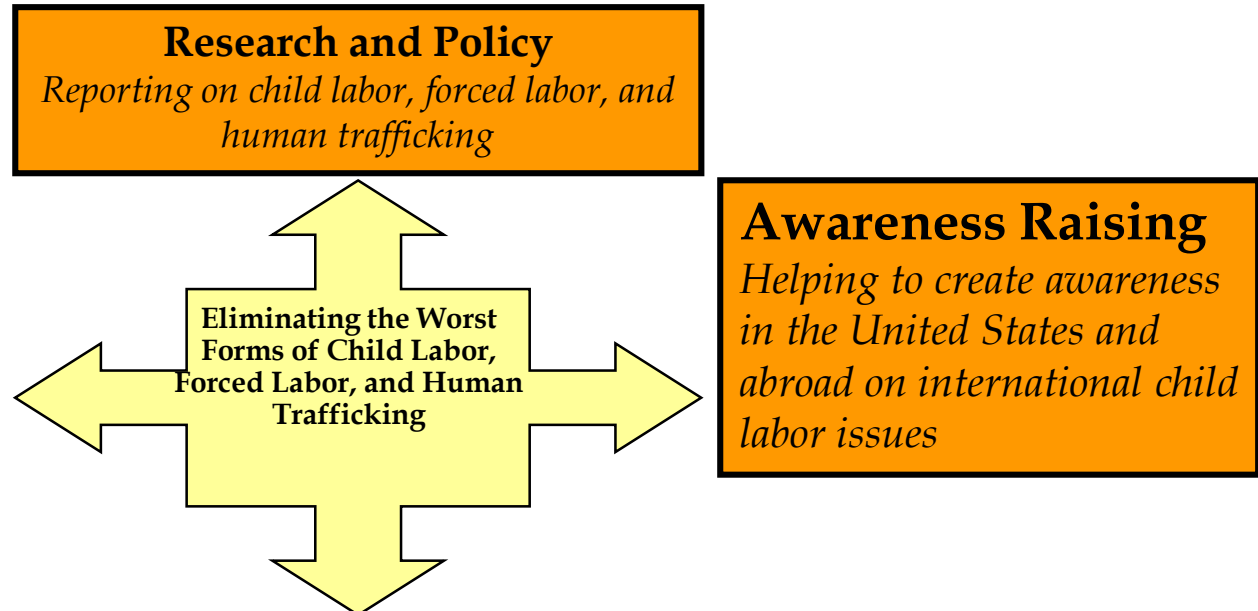 Research and Policy
Reporting on child labor, forced labor, and
human trafficking
Awareness Raising
Helping to create awareness
in the United States and
abroad on international child
labor issues
Eliminating the Worst
Forms of Child Labor,
Forced Labor, and Human
Trafficking